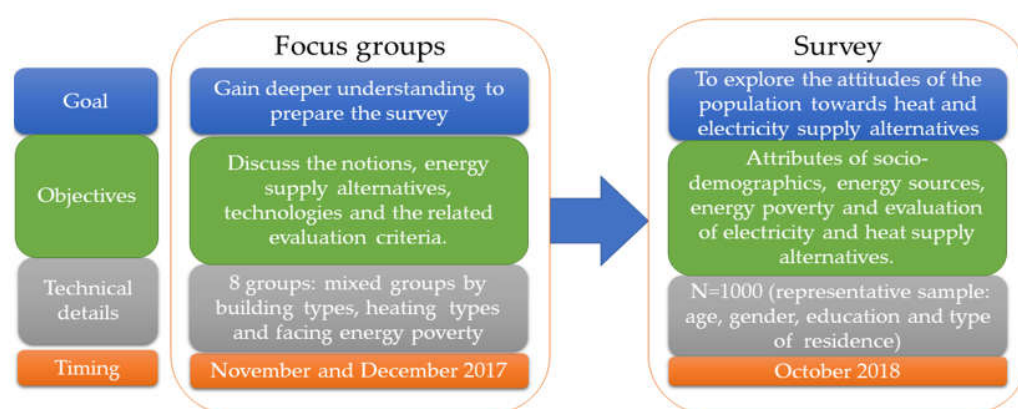 Focus groups
Survey
Goal
Gain deeper understanding to
prepare the survey
To explore the attitudes of the
population towards heat and
electricity supply alternatives
Objectives
Discuss the notions, energy
supply alternatives,
technologies and the related
evaluation criteria.
Attributes of socio-
demographics, energy sources,
energy poverty and evaluation
of electricity and heat supply
alternatives.
Technical
details
8 groups: mixed groups by
building types, heating types
and facing energy poverty
N=1000 (representative sample:
age, gender, education and type
of residence)
Timing
November and December 2017
October 2018